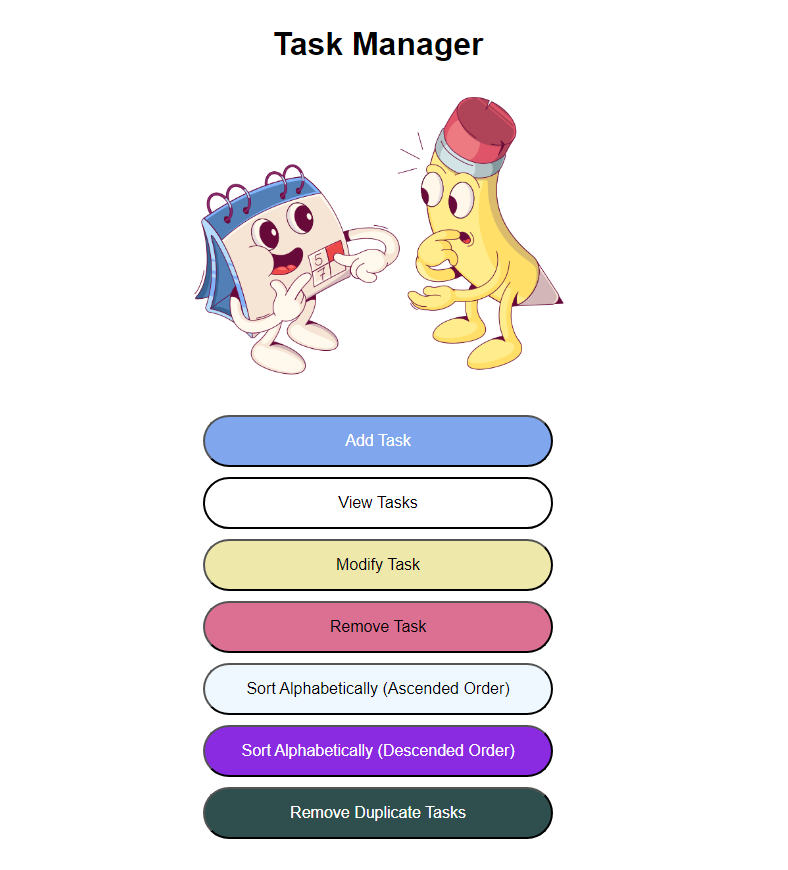 Task Manager
5
7
Add Task
View Tasks
Modify Task
Remove Task
Sort Alphabetically (Ascended Order)
Sort Alphabetically (Descended Order)
Remove Duplicate Tasks